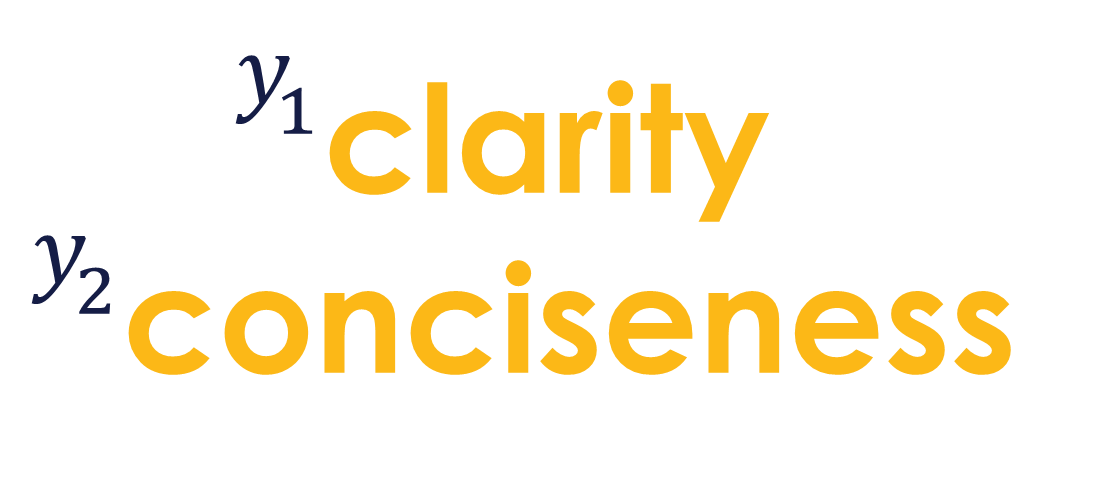 y₁ clarity
y₂ conciseness